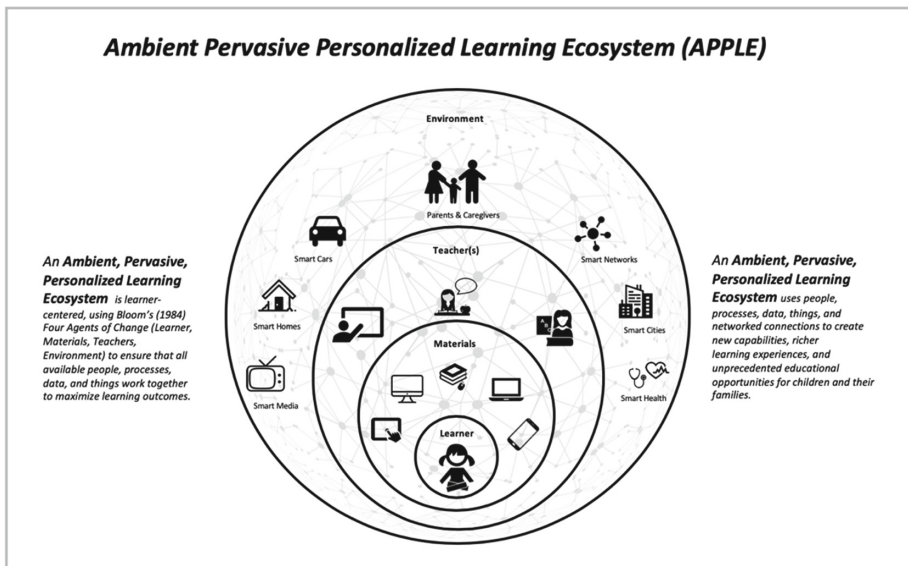 Ambient Pervasive Personalized Learning Ecosystem (APPLE)
An Ambient, Pervasive,
Personalized Learning
Ecosystem is learner-
centered, using Bloom's (1984)
Four Agents of Change (Learner,
Materials, Teachers,
Environment) to ensure that all
available people, processes,
data, and things work together
to maximize learning outcomes.
Environment
Parents & Caregivers
Smart Cars
Smart Networks
Smart Homes
Smart Cities
Smart Media
Smart Health
Teacher(s)
Materials
Learner
An Ambient, Pervasive,
Personalized Learning
Ecosystem uses people,
processes, data, things, and
networked connections to create
new capabilities, richer
learning experiences, and
unprecedented educational
opportunities for children and their
families.